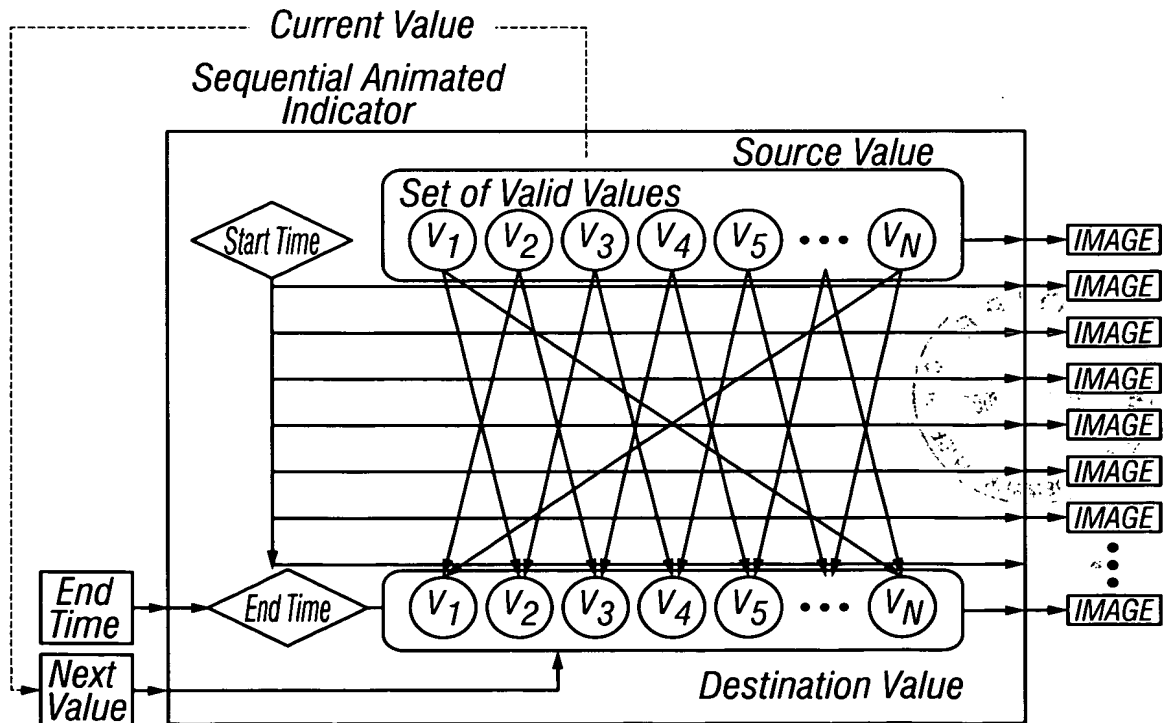 Current Value
Sequential Animated
Indicator
Source Value
Set of Valid Values
Start Time
V1 V2 V3 V4 V5 ••• VN
IMAGE
IMAGE
IMAGE
IMAGE
IMAGE
IMAGE
IMAGE
End
Time
End Time
V1 V2 V3 V4 V5 ••• VN
IMAGE
Next
Value
Destination Value